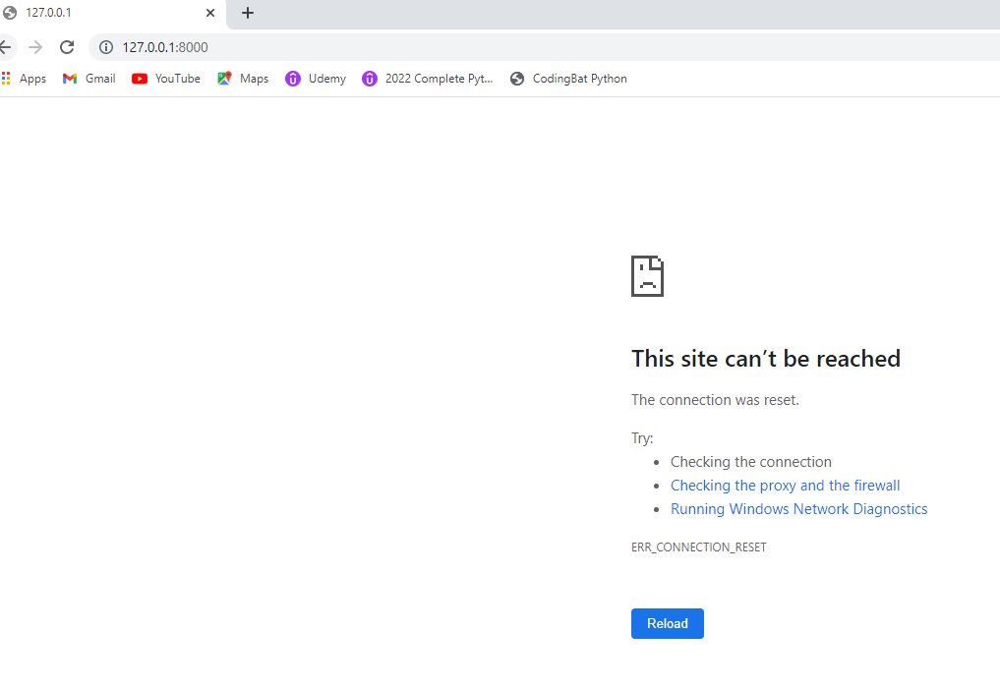 127.0.0.1
127.0.0.1:8000
Apps Gmail YouTube Maps Udemy 2022 Complete Pyt... CodingBat Python
This site can’t be reached
The connection was reset.
Try:
• Checking the connection
• Checking the proxy and the firewall
• Running Windows Network Diagnostics
ERR_CONNECTION_RESET
Reload